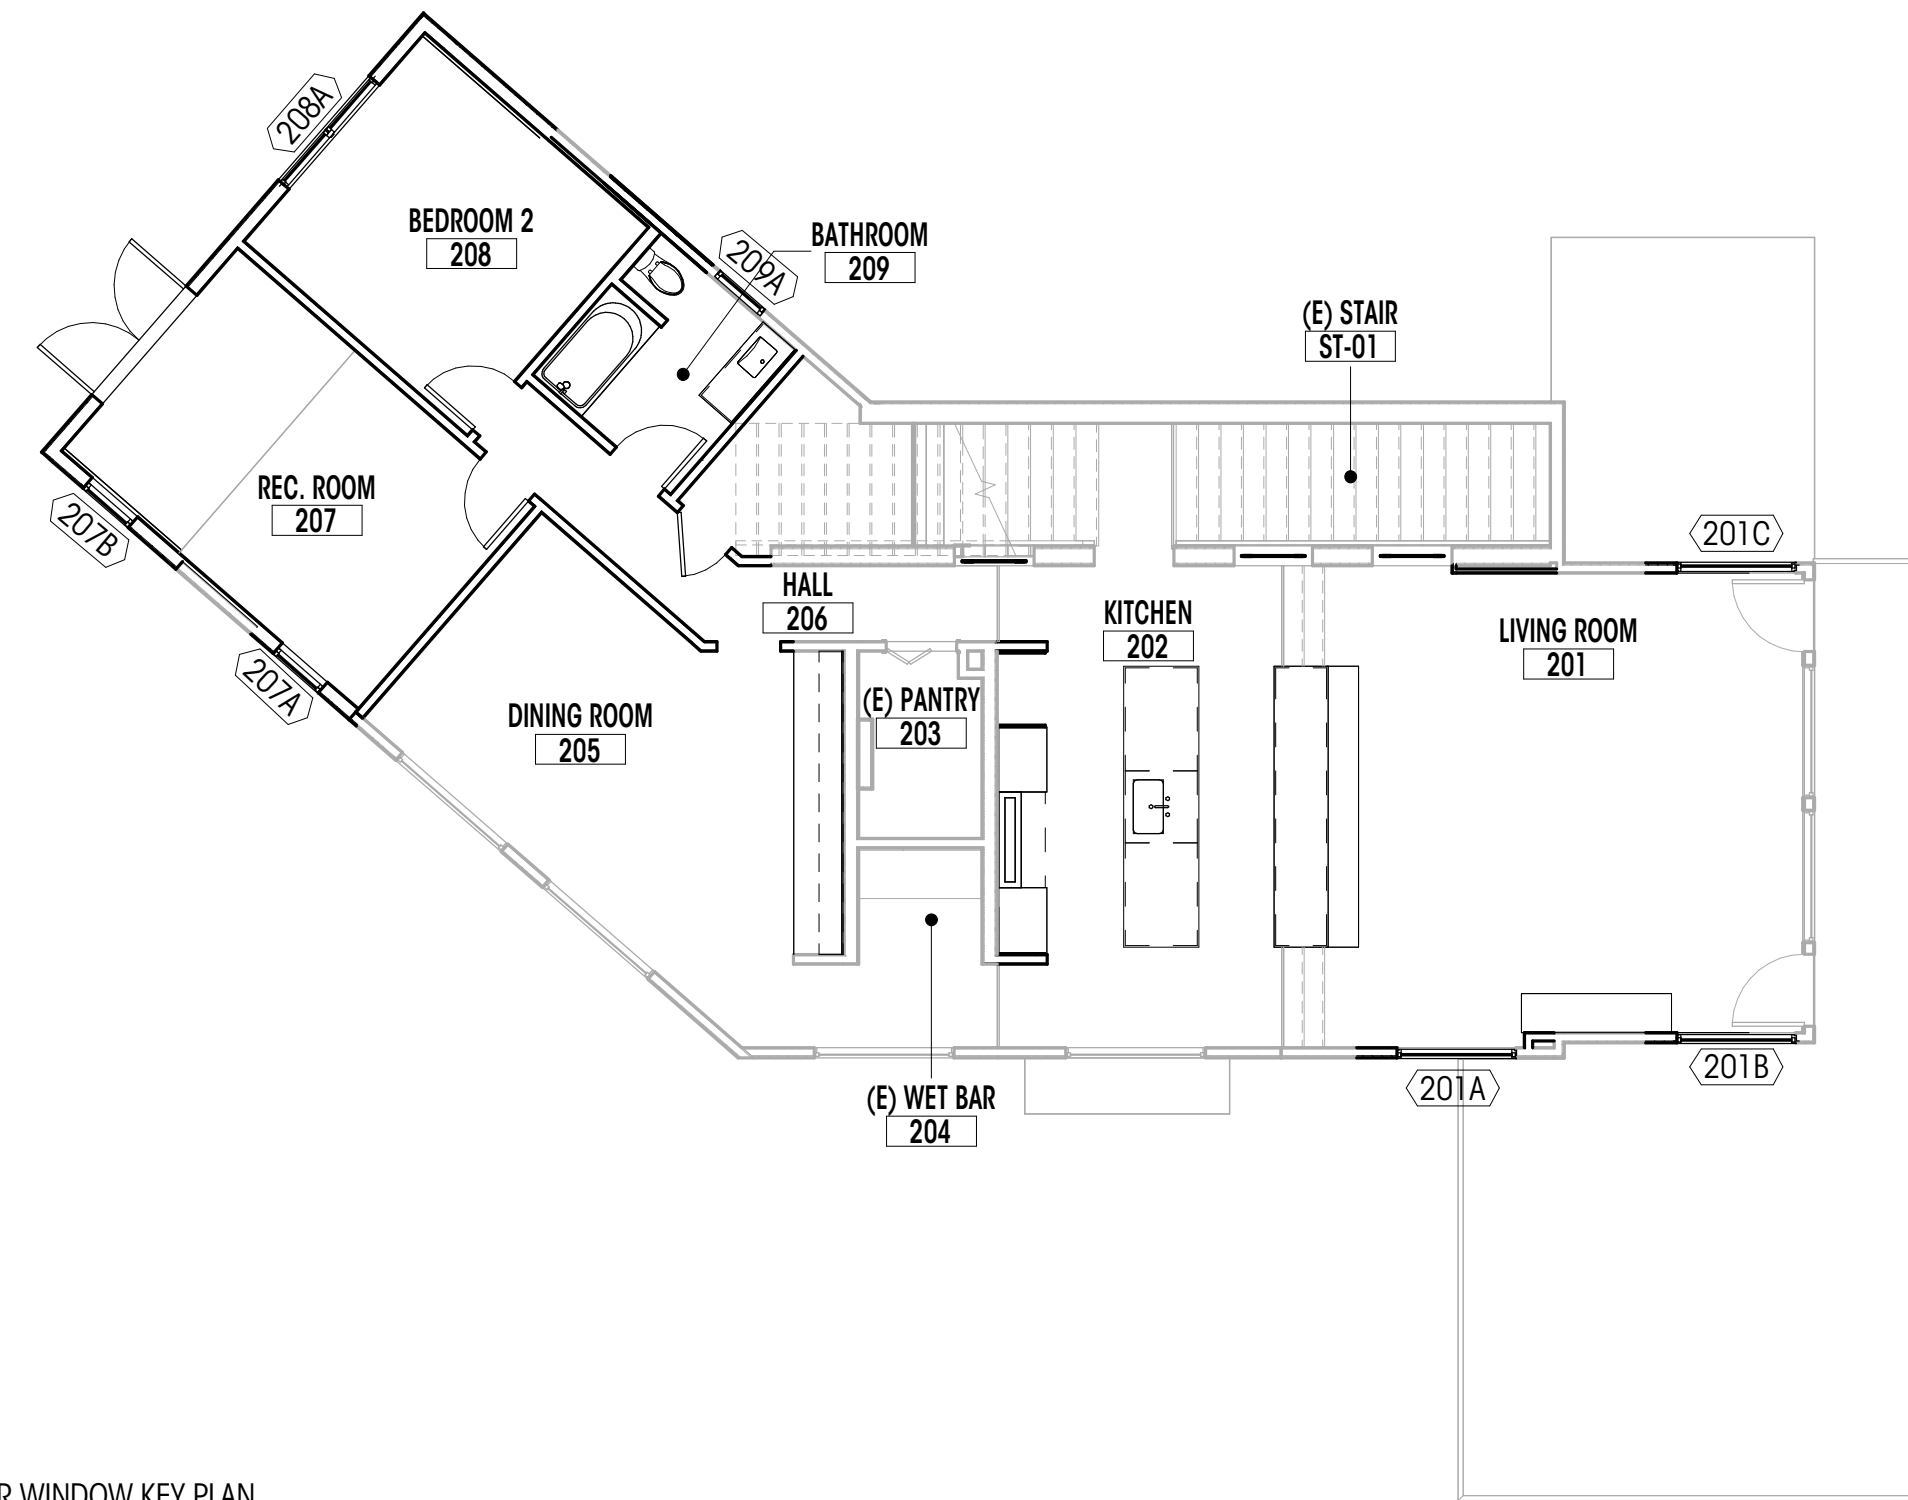 208A
BEDROOM 2
208
209A
BATHROOM
209
(E) STAIR
ST-01
REC. ROOM
207
207B
201C
HALL
206
KITCHEN
202
LIVING ROOM
201
207A
DINING ROOM
205
(E) PANTRY
203
201A
201B
(E) WET BAR
204
WINDOW KEY PLAN